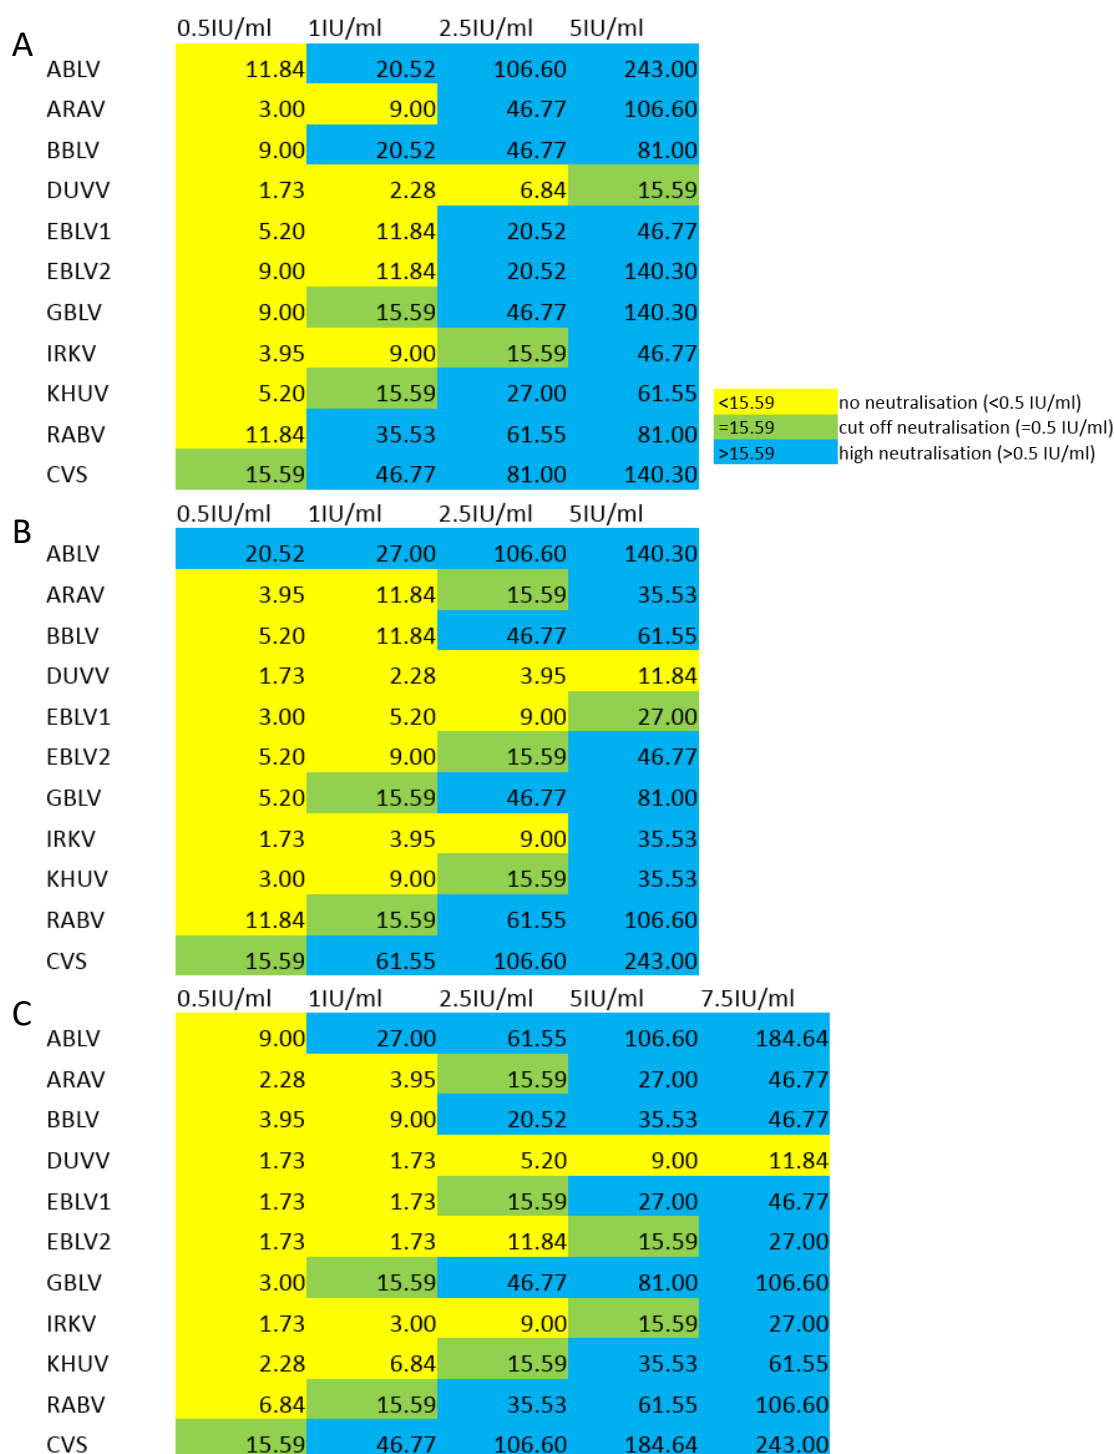 0.5IU/ml 1IU/ml 2.5IU/ml 5IU/ml
A
ABLV 11.84 20.52 106.60 243.00
ARAV 3.00 9.00 46.77 106.60
BBLV 9.00 20.52 46.77 81.00
DUVV 1.73 2.28 6.84 15.59
EBLV1 5.20 11.84 20.52 46.77
EBLV2 9.00 11.84 20.52 140.30
GBLV 9.00 15.59 46.77 140.30
IRKV 3.95 9.00 15.59 46.77
KHUV 5.20 15.59 27.00 61.55
RABV 11.84 35.53 61.55 81.00
CVS 15.59 46.77 81.00 140.30
<15.59 no neutralisation (<0.5 IU/ml)
=15.59 cut off neutralisation (=0.5 IU/ml)
>15.59 high neutralisation (>0.5 IU/ml)
0.5IU/ml 1IU/ml 2.5IU/ml 5IU/ml
B
ABLV 20.52 27.00 106.60 140.30
ARAV 3.95 11.84 15.59 35.53
BBLV 5.20 11.84 46.77 61.55
DUVV 1.73 2.28 3.95 11.84
EBLV1 3.00 5.20 9.00 27.00
EBLV2 5.20 9.00 15.59 46.77
GBLV 5.20 15.59 46.77 81.00
IRKV 1.73 3.95 9.00 35.53
KHUV 3.00 9.00 15.59 35.53
RABV 11.84 15.59 61.55 106.60
CVS 15.59 61.55 106.60 243.00
0.5IU/ml 1IU/ml 2.5IU/ml 5IU/ml 7.5IU/ml
C
ABLV 9.00 27.00 61.55 106.60 184.64
ARAV 2.28 3.95 15.59 27.00 46.77
BBLV 3.95 9.00 20.52 35.53 46.77
DUVV 1.73 1.73 5.20 9.00 11.84
EBLV1 1.73 1.73 15.59 27.00 46.77
EBLV2 1.73 1.73 11.84 15.59 27.00
GBLV 3.00 15.59 46.77 81.00 106.60
IRKV 1.73 3.00 9.00 15.59 27.00
KHUV 2.28 6.84 15.59 35.53 61.55
RABV 6.84 15.59 35.53 61.55 106.60
CVS 15.59 46.77 106.60 184.64 243.00